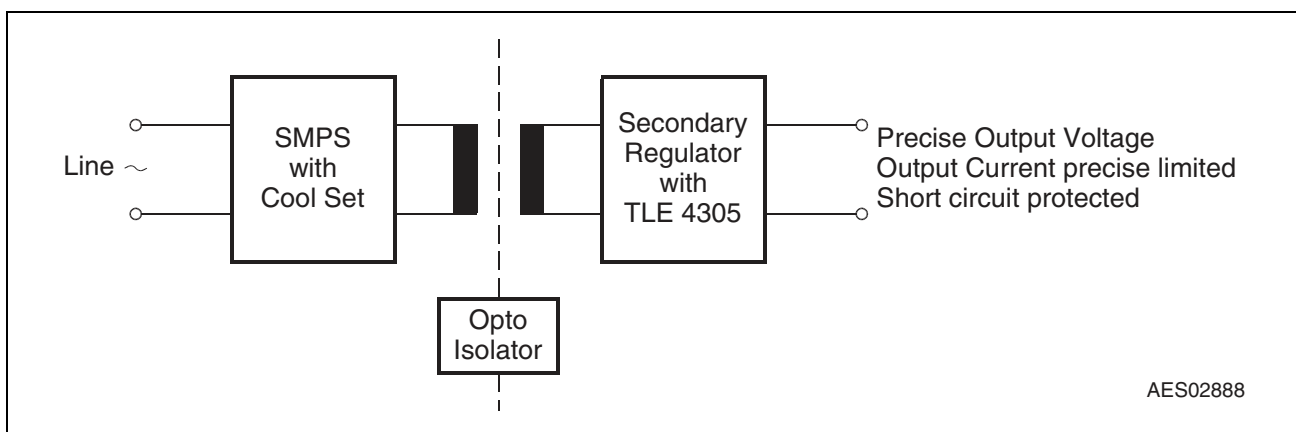 Line ~
SMPS
with
Cool Set
Secondary
Regulator
with
TLE 4305
Precise Output Voltage
Output Current precise limited
Short circuit protected
Opto
Isolator
AES02888